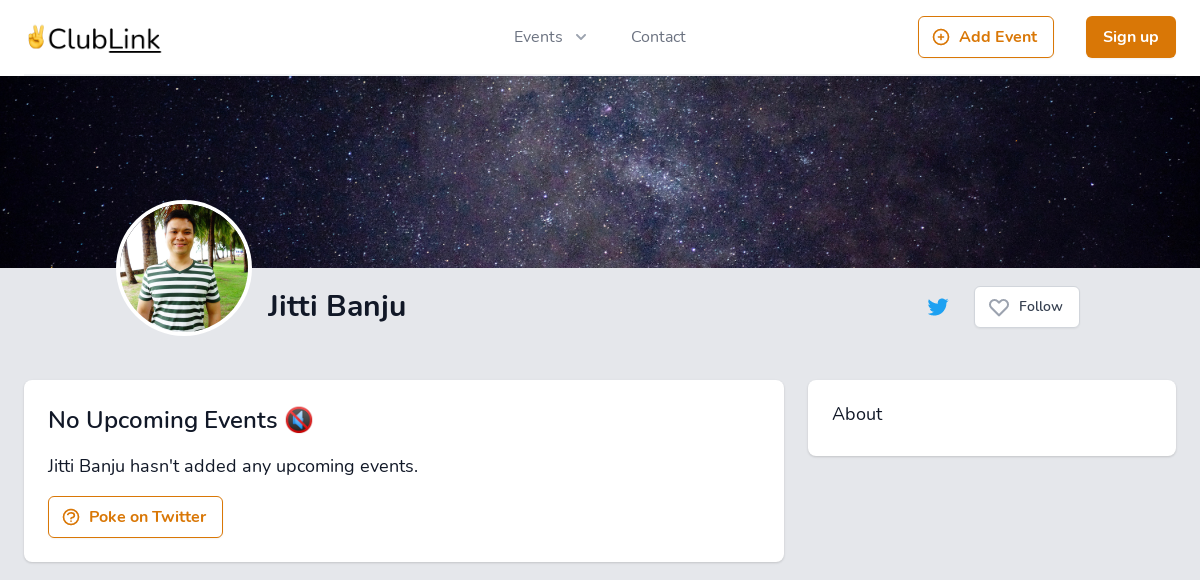 ClubLink
Events
Contact
Add Event
Sign up
Jitti Banju
Follow
No Upcoming Events
Jitti Banju hasn't added any upcoming events.
Poke on Twitter
About